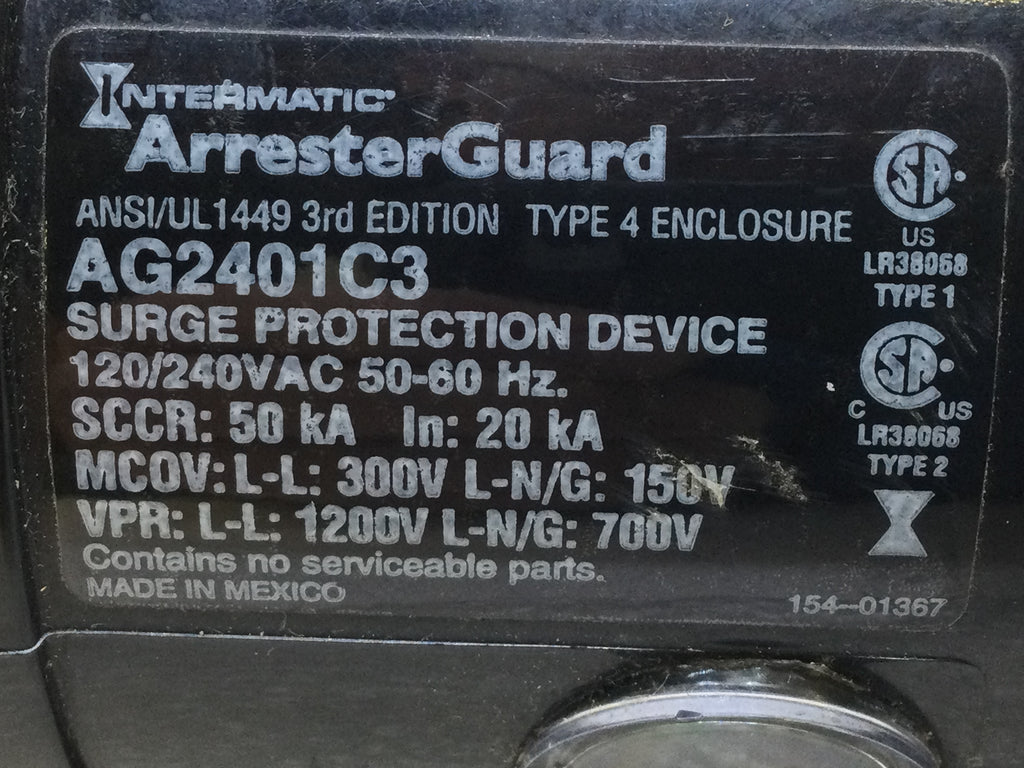 INTERMATIC
ArresterGuard
ANSI/UL1449 3rd EDITION TYPE 4 ENCLOSURE
AG2401C3
SURGE PROTECTION DEVICE
120/240VAC 50-60 Hz.
SCCR: 50 kA In: 20 kA
MCOV: L-L: 300V L-N/G: 150V
VPR: L-L: 1200V L-N/G: 700V
Contains no serviceable parts.
MADE IN MEXICO
SA
US
LR38068
TYPE 1
SA
C US
LR38068
TYPE 2
154-01367